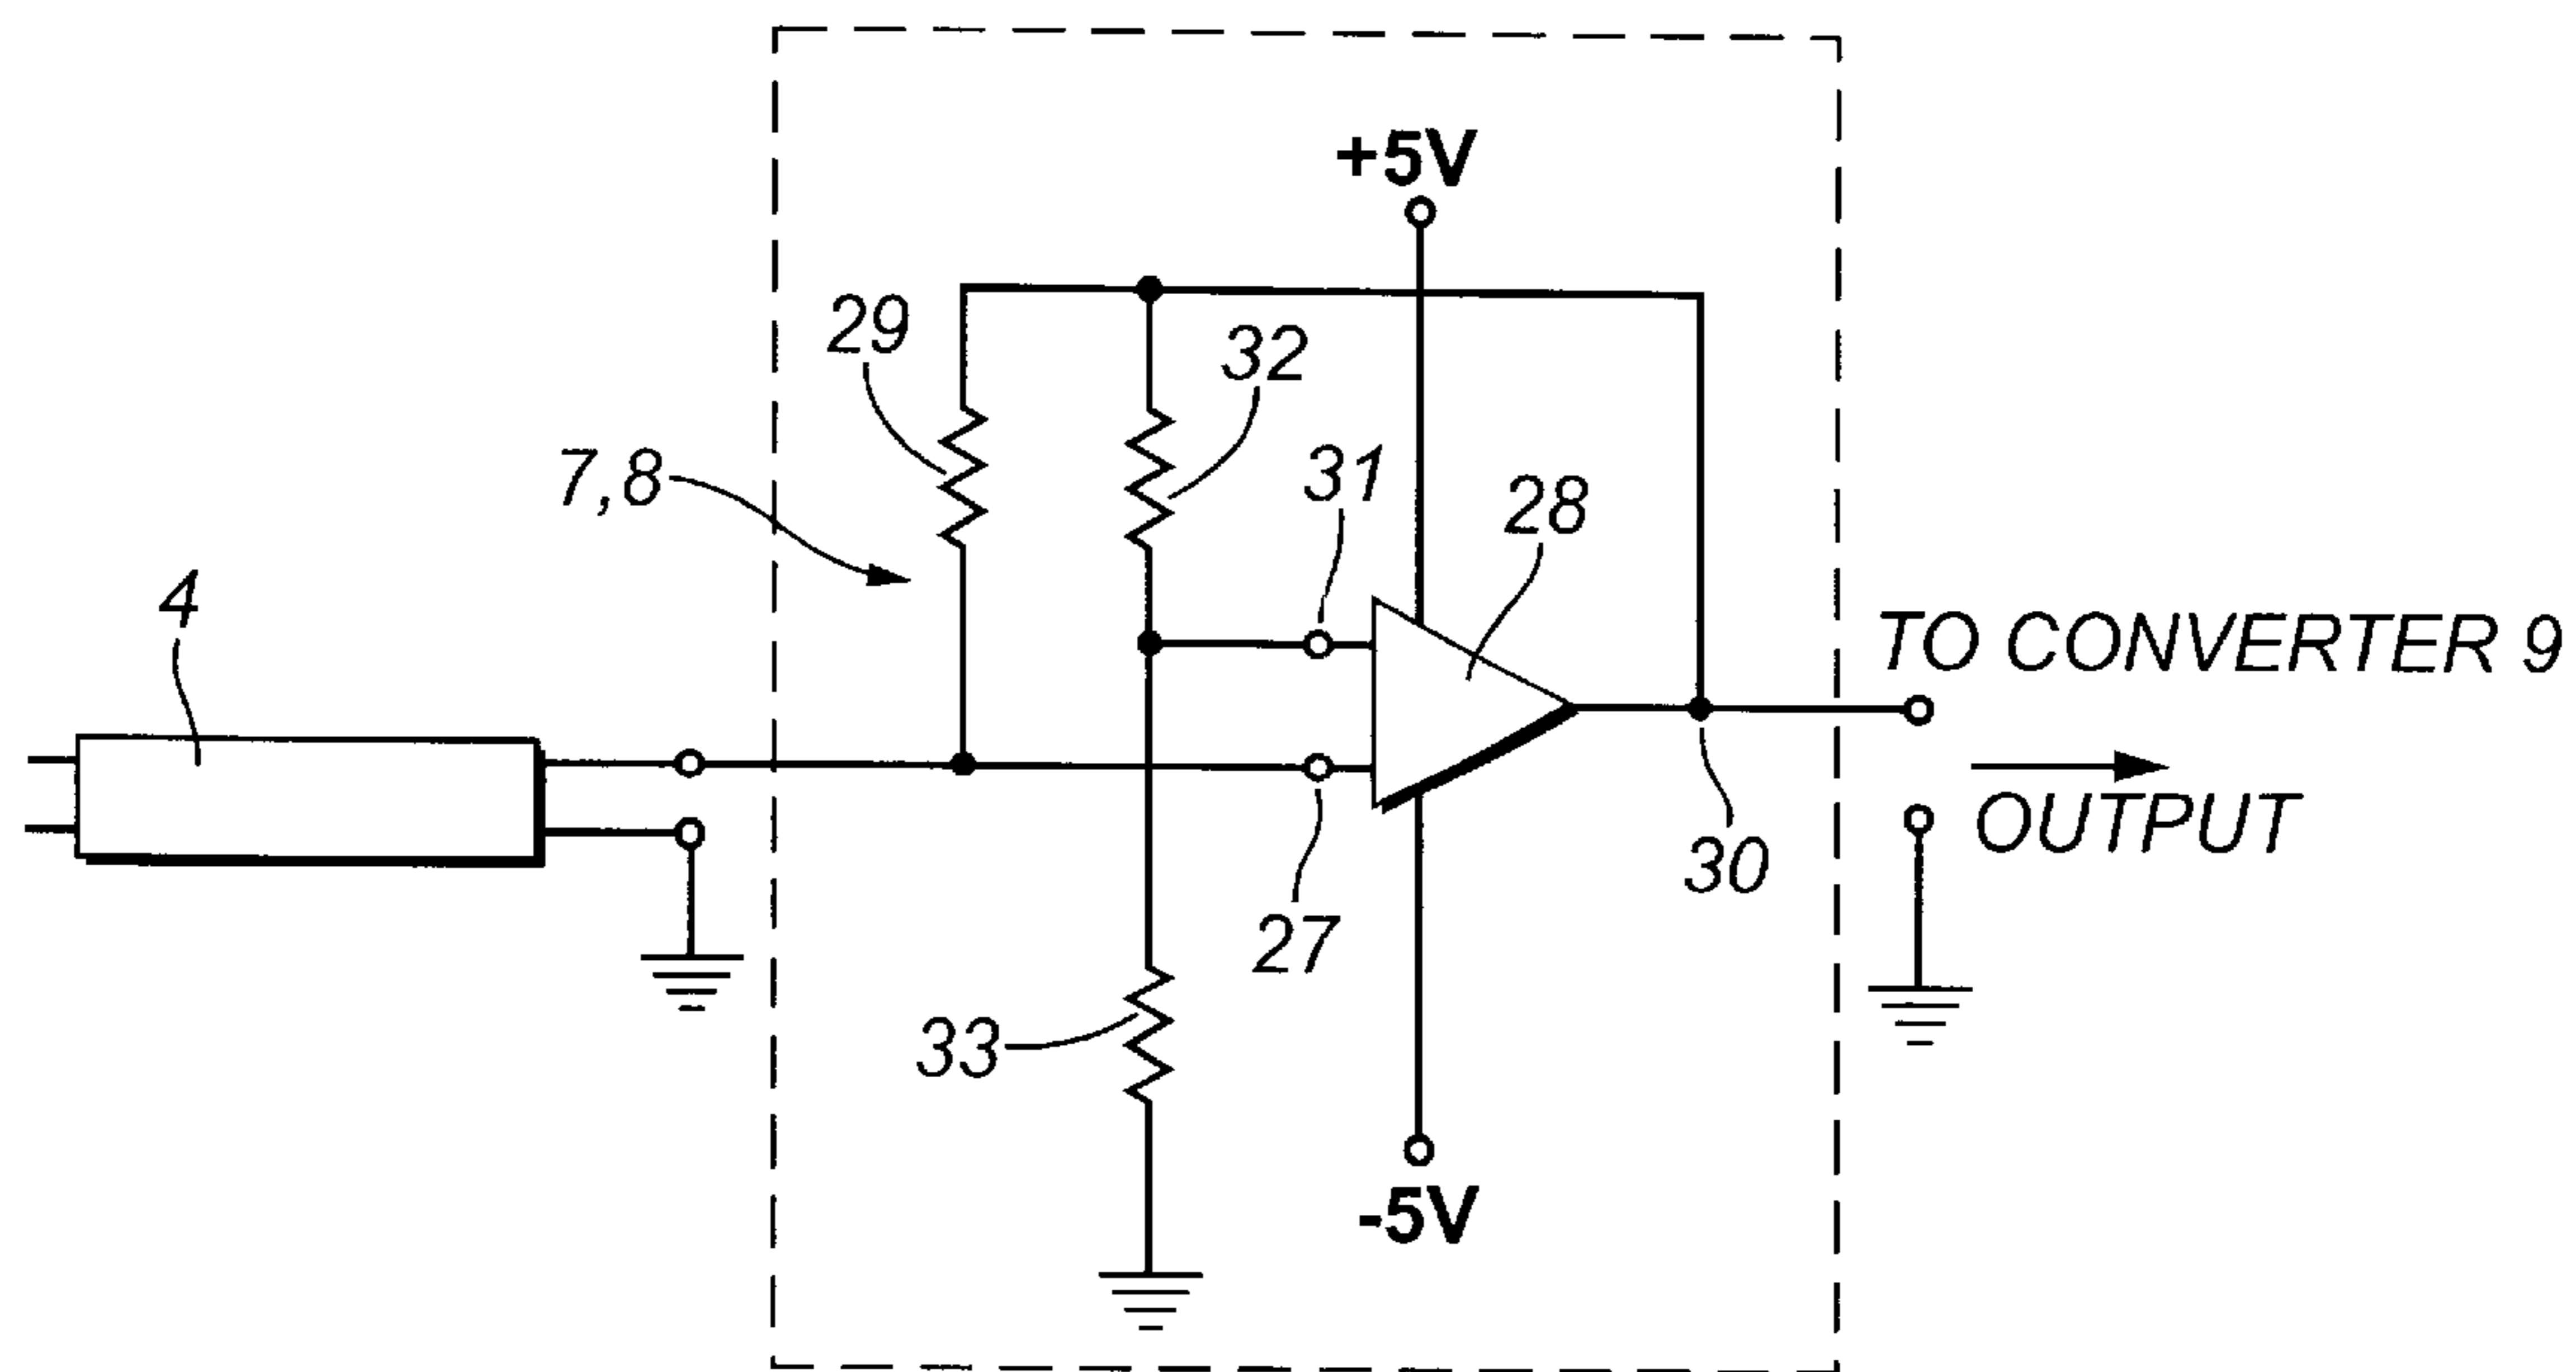 +5V
29
32
7,8
31
28
4
TO CONVERTER 9
OUTPUT
30
27
33
-5V